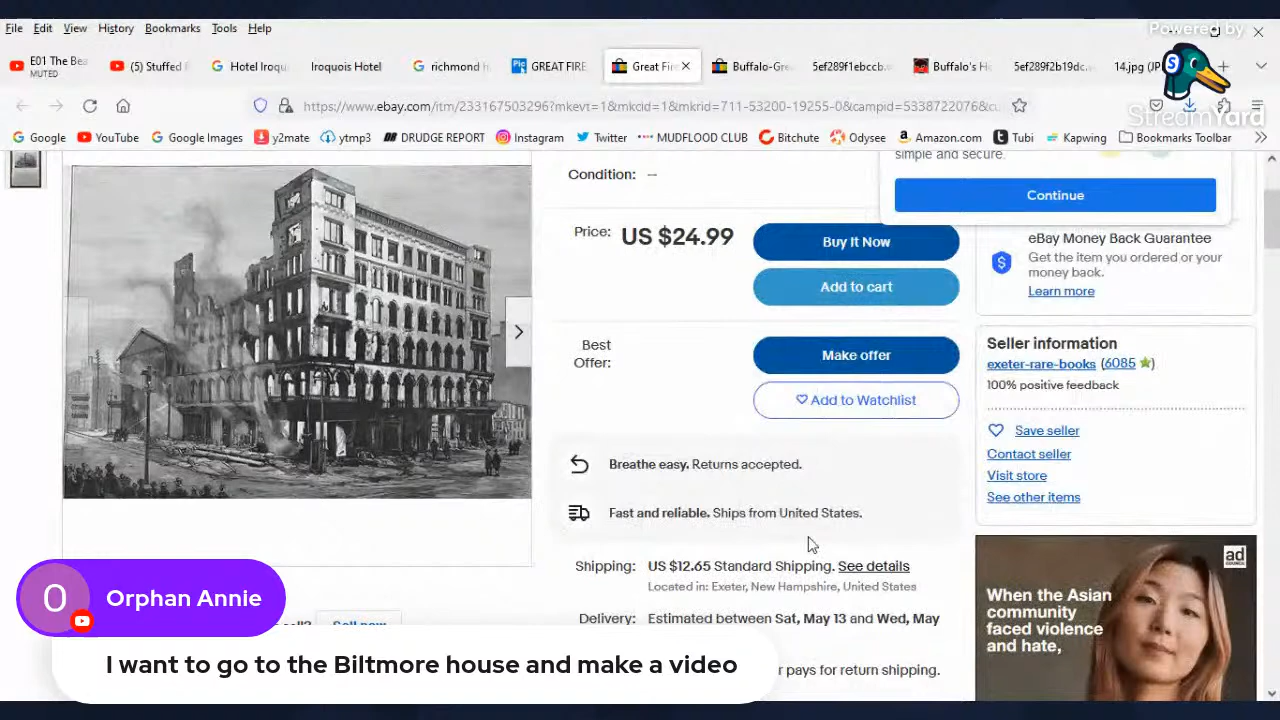 Powered by
StreamYard
File Edit View History Bookmarks Tools Help
E01 The Bea
MUTED
(5) Stuffed F
Hotel Iroqu
Iroquois Hotel
richmond h
GREAT FIRE
Great Fire
Buffalo-Gre
5ef289f1ebccb.w
Buffalo's Hi
5ef289f2b19dc.w
14.jpg (JP
https://www.ebay.com/itm/233167503296?mkevt=1&mkcid=1&mkrid=711-53200-19255-0&campid=5338722076&cu
Google YouTube Google Images y2mate ytmp3 DRUDGE REPORT Instagram Twitter MUDFLOOD CLUB Bitchute Odysee Amazon.com Tubi Kapwing Bookmarks Toolbar
simple and secure.
Continue
Condition: --
Price: US $24.99
Buy It Now
Add to cart
Best
Offer:
Make offer
Add to Watchlist
Breathe easy. Returns accepted.
Fast and reliable. Ships from United States.
Shipping: US $12.65 Standard Shipping. See details
Located in: Exeter, New Hampshire, United States
Delivery: Estimated between Sat, May 13 and Wed, May
r pays for return shipping.
eBay Money Back Guarantee
Get the item you ordered or your
money back.
Learn more
Seller information
exeter-rare-books (6085)
100% positive feedback
Save seller
Contact seller
Visit store
See other items
ad
COUNCIL
When the Asian
community
faced violence
and hate,
Sell now
O
Orphan Annie
I want to go to the Biltmore house and make a video